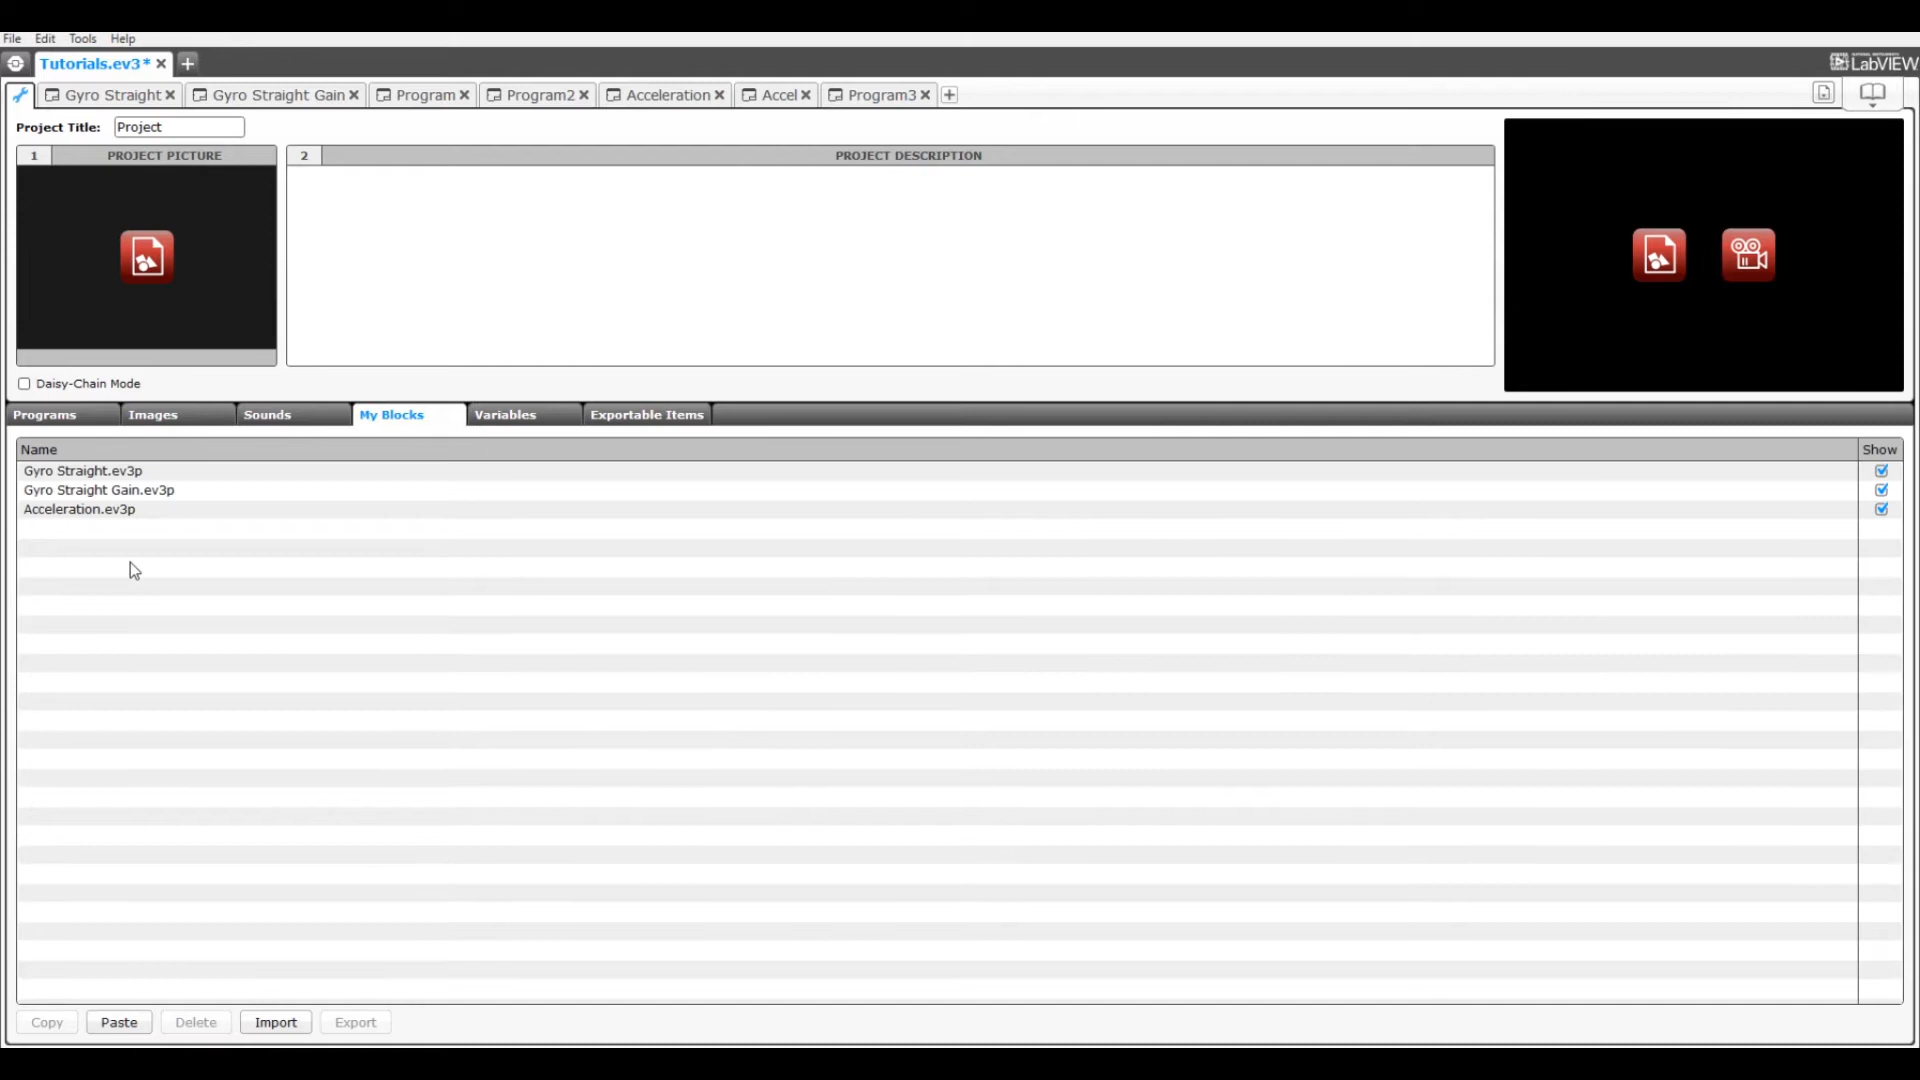 File Edit Tools Help
Tutorials.ev3*
LabVIEW
Gyro Straight Gyro Straight Gain Program Program2 Acceleration Accel Program3
Project Title: Project
1 PROJECT PICTURE 2 PROJECT DESCRIPTION
Daisy-Chain Mode
Programs Images Sounds My Blocks Variables Exportable Items
Name Show
Gyro Straight.ev3p
Gyro Straight Gain.ev3p
Acceleration.ev3p
Copy Paste Delete Import Export